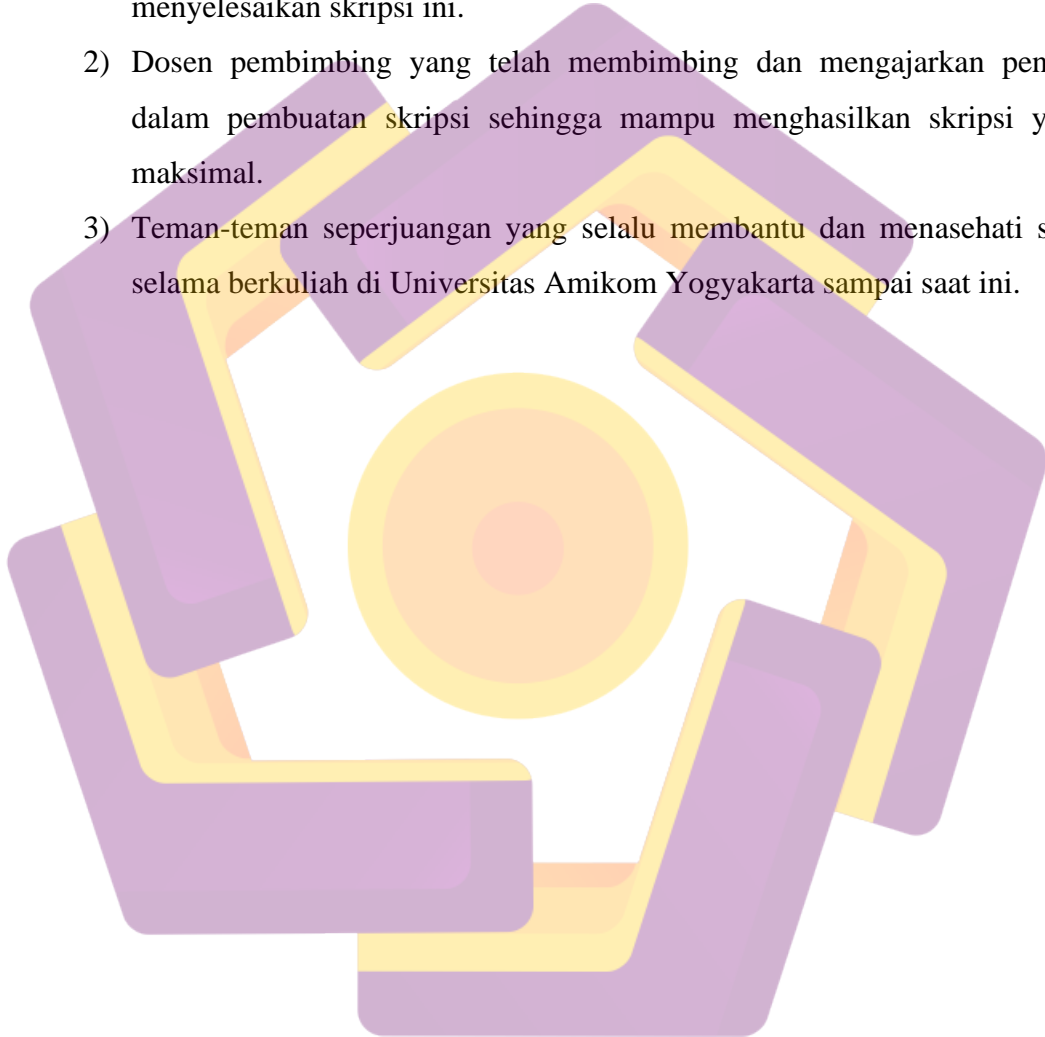 menyelesaikan skripsi ini.
2) Dosen pembimbing yang telah membimbing dan mengajarkan pen
dalam pembuatan skripsi sehingga mampu menghasilkan skripsi y
maksimal.
3) Teman-teman seperjuangan yang selalu membantu dan menasehati s
selama berkuliah di Universitas Amikom Yogyakarta sampai saat ini.